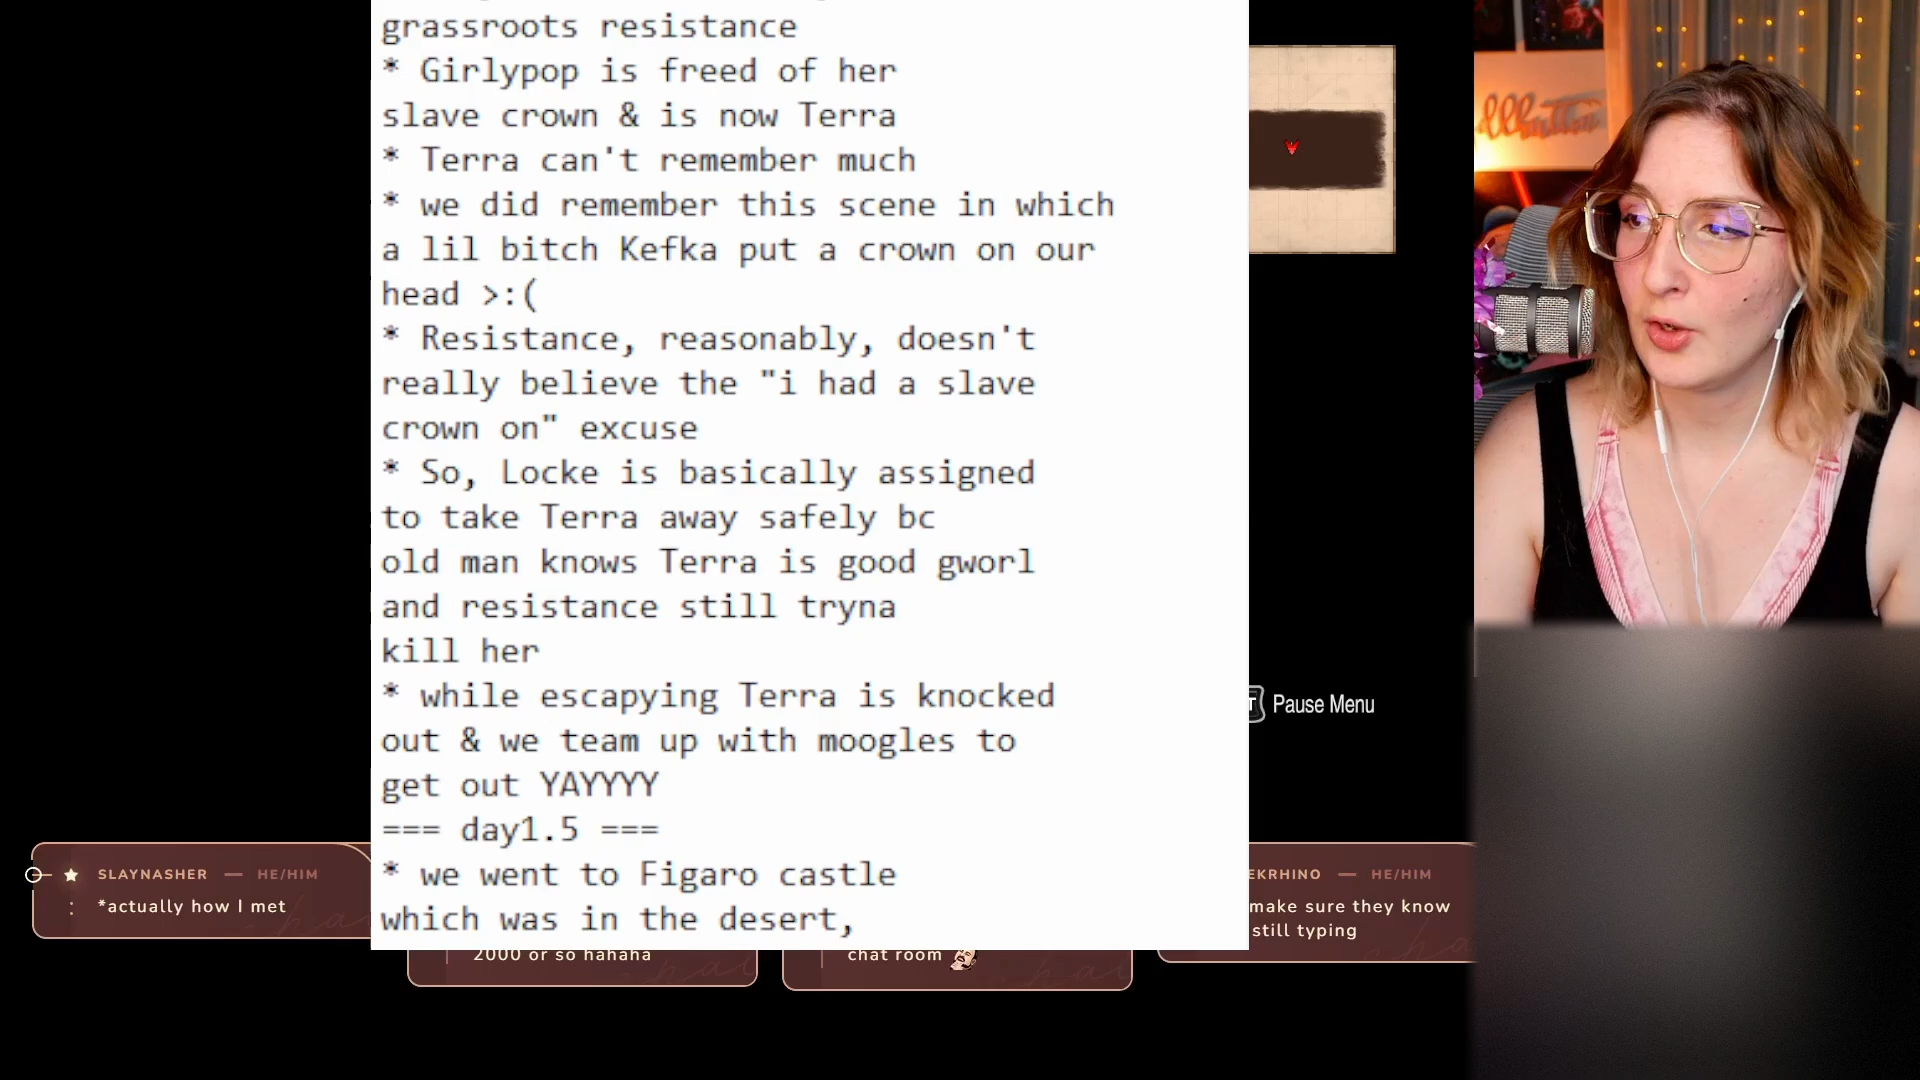 grassroots resistance
* Girlypop is freed of her
slave crown & is now Terra
* Terra can't remember much
* we did remember this scene in which
a lil bitch Kefka put a crown on our
head >:(
* Resistance, reasonably, doesn't
really believe the "i had a slave
crown on" excuse
* So, Locke is basically assigned
to take Terra away safely bc
old man knows Terra is good gworl
and resistance still tryna
kill her
* while escapying Terra is knocked
out & we team up with moogles to
get out YAYYYY
=== day1.5 ===
* we went to Figaro castle
which was in the desert,
Pause Menu
SLAYNASHER — HE/HIM
*actually how I met
2000 or so hahaha
chat room
EKRHINO — HE/HIM
make sure they know
still typing